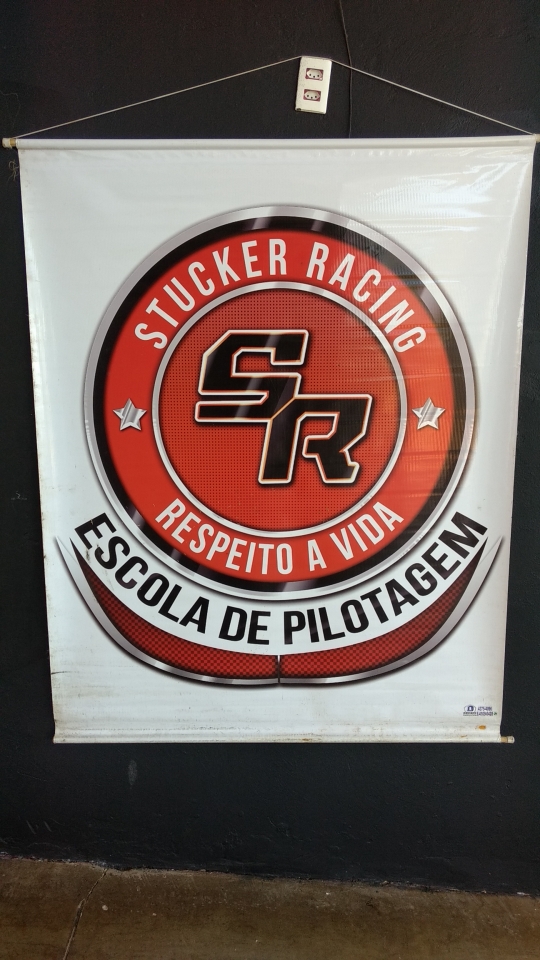 STUCKER RACING
SR
RESPEITO A VIDA
ESCOLA DE PILOTAGEM